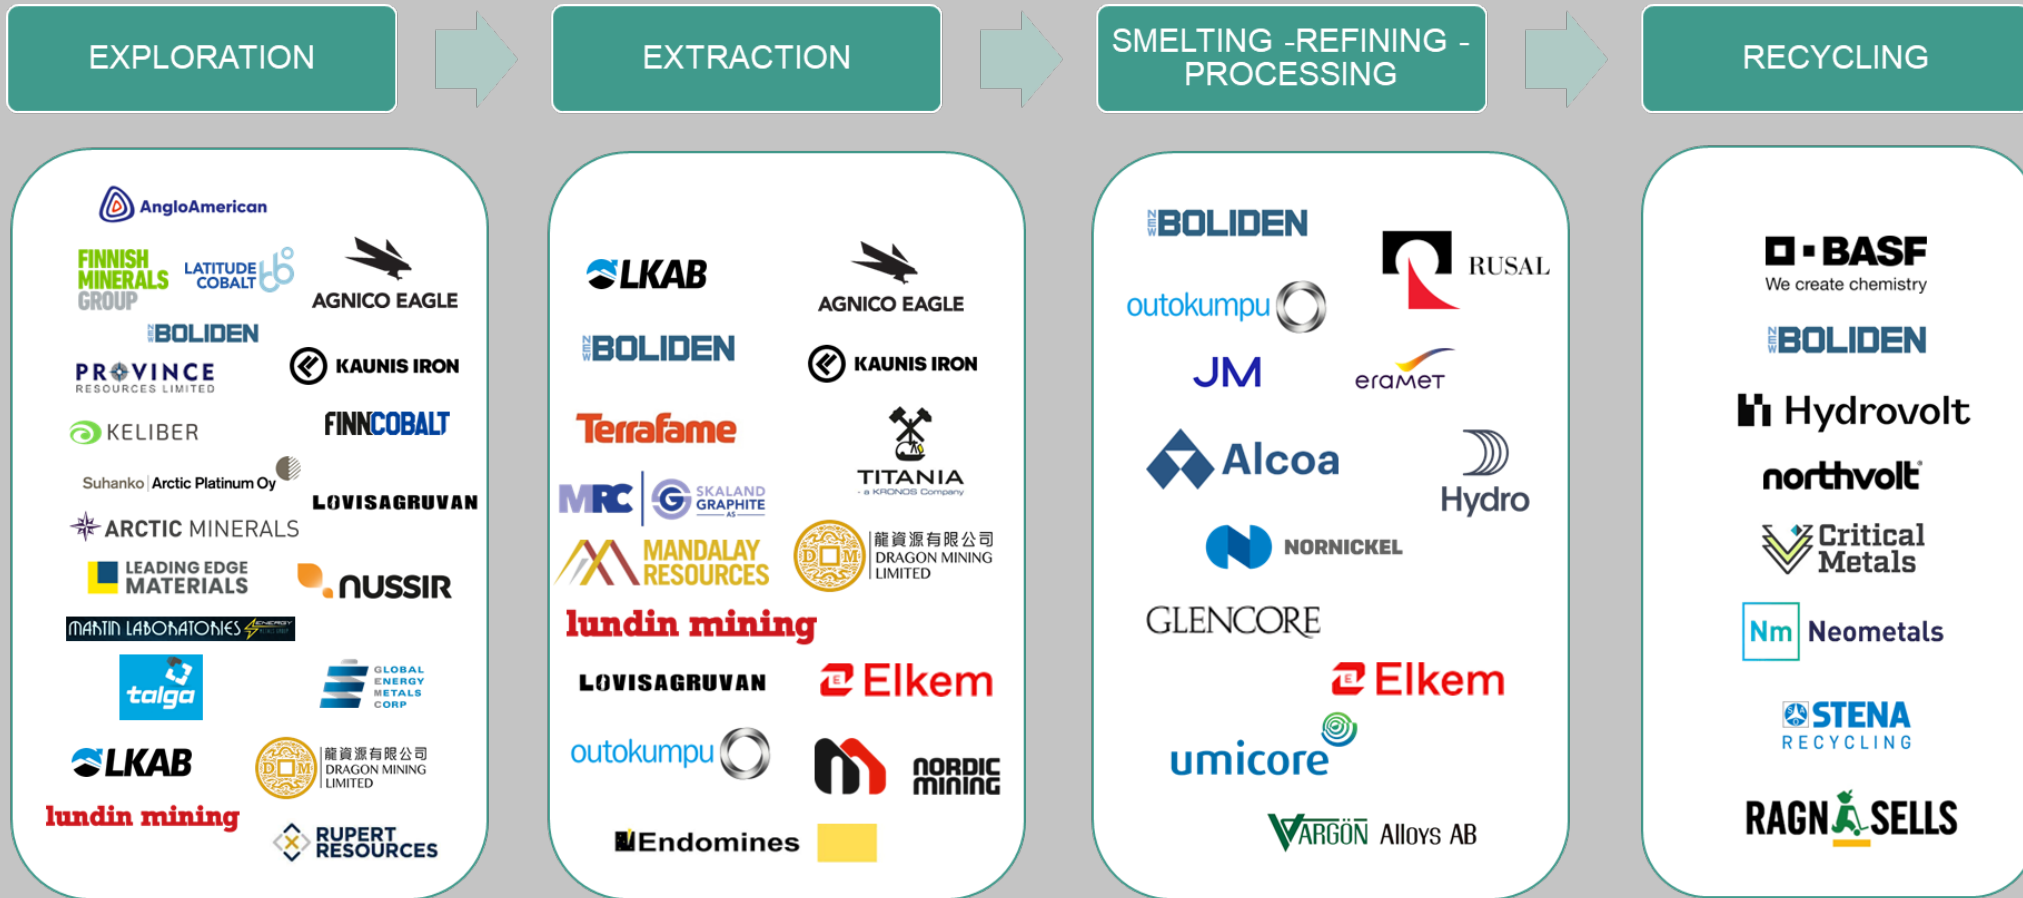 EXPLORATION
EXTRACTION
SMELTING -REFINING -
PROCESSING
RECYCLING
AngloAmerican
FINNISH
MINERALS
GROUP
LATITUDE
COBALT
AGNICO EAGLE
NEW BOLIDEN
PROVINCE
RESOURCES LIMITED
KAUNIS IRON
KELIBER
FINNCOBALT
Suhanko | Arctic Platinum Oy
LOVISAGRUVAN
ARCTIC MINERALS
LEADING EDGE
MATERIALS
NUSSIR
MARTIN LABORATORIES ENERGY
talga
GLOBAL
ENERGY
METALS
CORP
LKAB
D M
龍資源有限公司
DRAGON MINING
LIMITED
lundin mining
RUPERT
RESOURCES
LKAB
AGNICO EAGLE
NEW BOLIDEN
KAUNIS IRON
Terrafame
TITANIA
- a KRONOS Company
MRC
G
SKALAND
GRAPHITE
AS
MANDALAY
RESOURCES
D M
龍資源有限公司
DRAGON MINING
LIMITED
lundin mining
LOVISAGRUVAN
E Elkem
outokumpu
NORDIC
MINING
Endomines
NEW BOLIDEN
RUSAL
outokumpu
JM
eramet
Alcoa
Hydro
NORNICKEL
GLENCORE
E Elkem
umicore
VARGÖN Alloys AB
BASF
We create chemistry
NEW BOLIDEN
Hydrovolt
northvolt
Critical
Metals
Nm Neometals
STENA
RECYCLING
RAGN SELLS